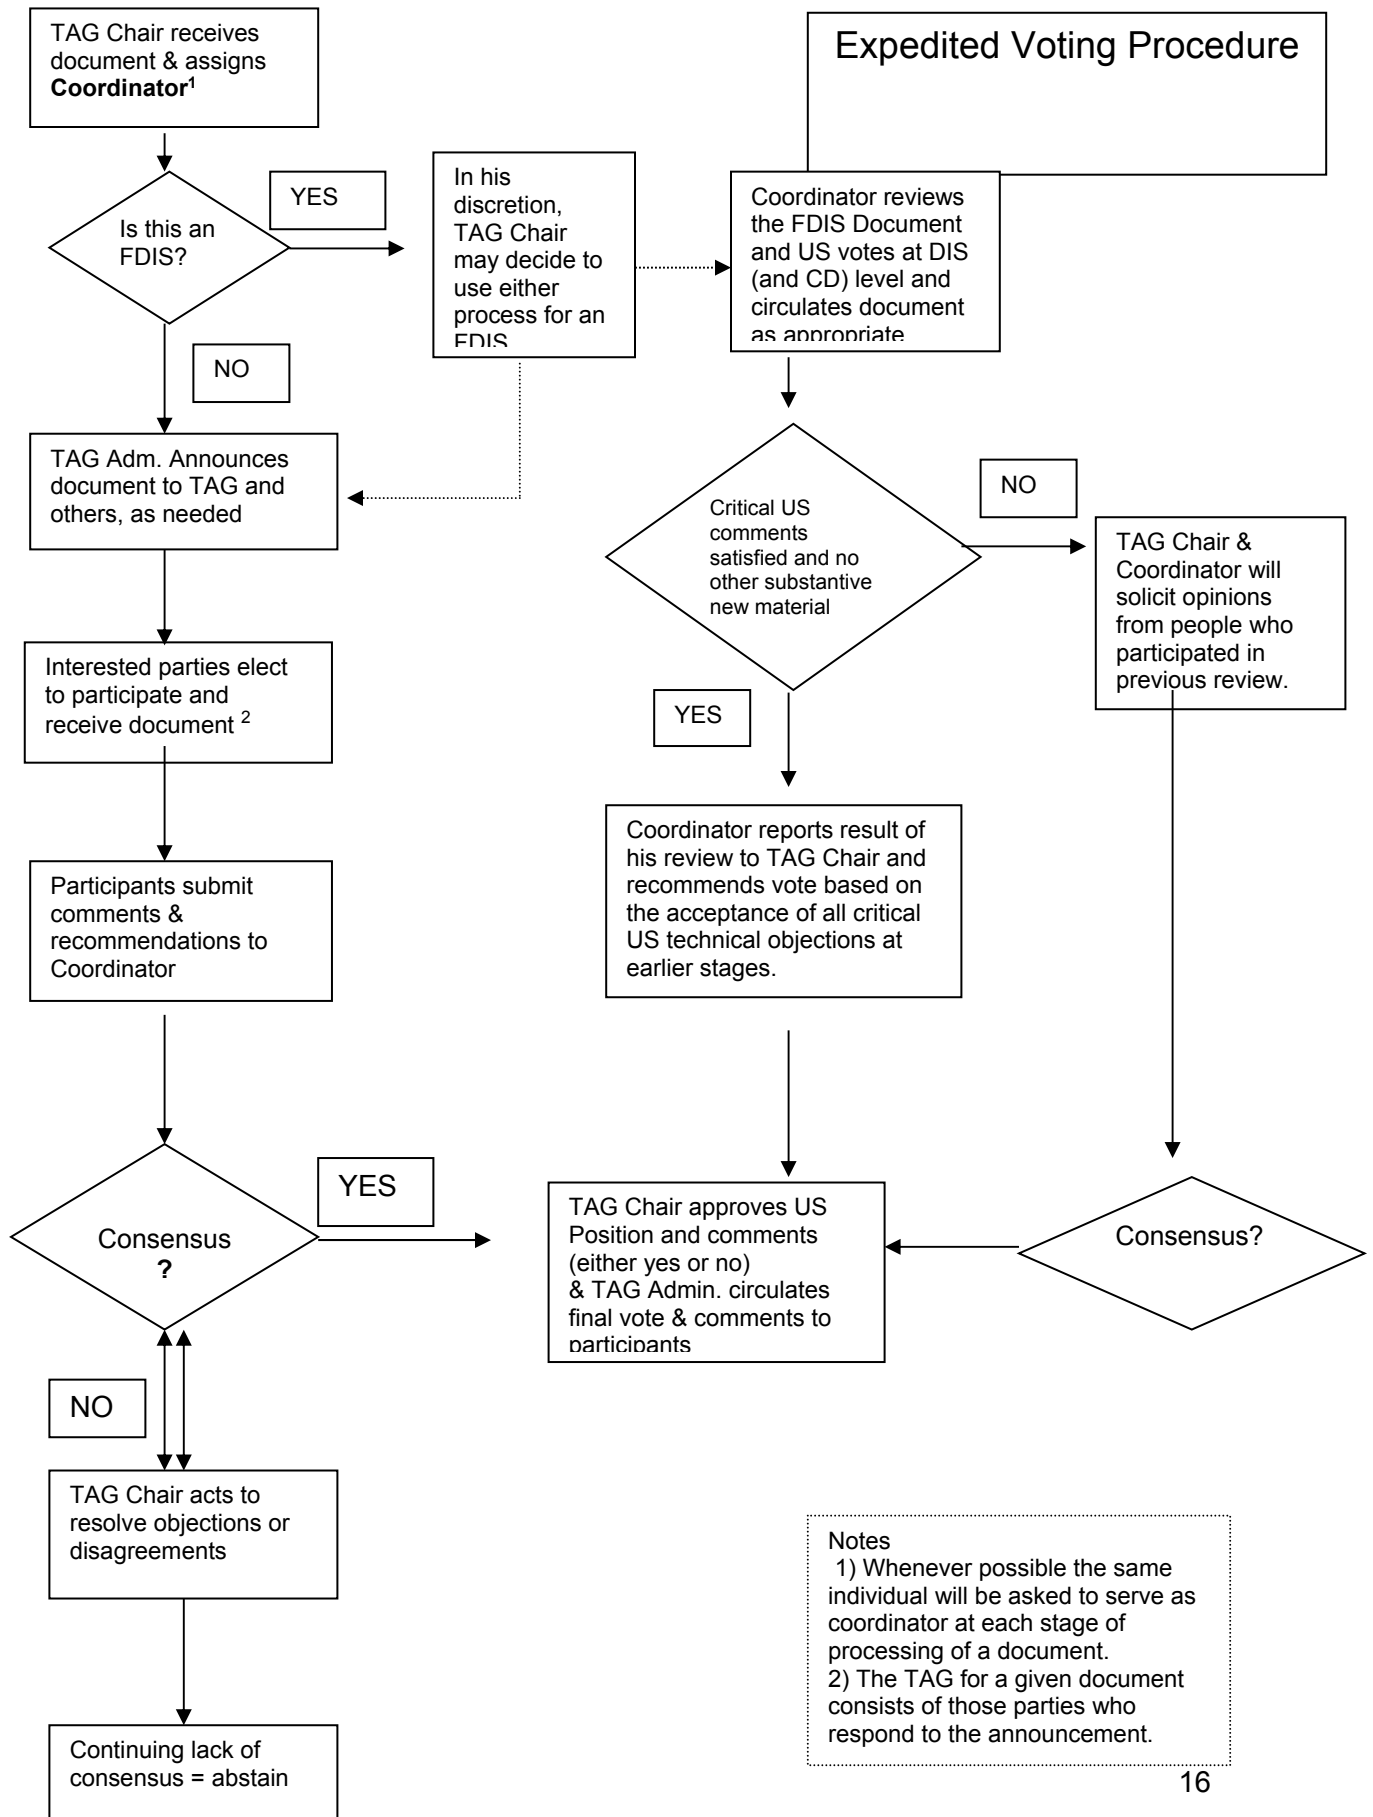 TAG Chair receives
document & assigns
Coordinator¹
Expedited Voting Procedure
Is this an
FDIS?
YES
In his
discretion,
TAG Chair
may decide to
use either
process for an
FDIS
Coordinator reviews
the FDIS Document
and US votes at DIS
(and CD) level and
circulates document
as appropriate
NO
TAG Adm. Announces
document to TAG and
others, as needed
Critical US
comments
satisfied and no
other substantive
new material
NO
TAG Chair &
Coordinator will
solicit opinions
from people who
participated in
previous review.
Interested parties elect
to participate and
receive document ²
YES
Coordinator reports result of
his review to TAG Chair and
recommends vote based on
the acceptance of all critical
US technical objections at
earlier stages.
Participants submit
comments &
recommendations to
Coordinator
Consensus
?
YES
TAG Chair approves US
Position and comments
(either yes or no)
& TAG Admin. circulates
final vote & comments to
participants
Consensus?
NO
TAG Chair acts to
resolve objections or
disagreements
Continuing lack of
consensus = abstain
Notes
1) Whenever possible the same
individual will be asked to serve as
coordinator at each stage of
processing of a document.
2) The TAG for a given document
consists of those parties who
respond to the announcement.
16